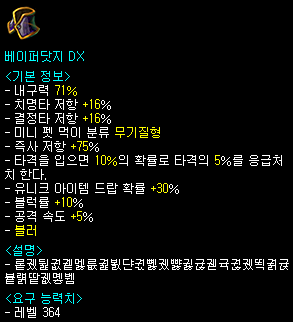 베이퍼닷지 DX
<기본 정보>
- 내구력 71%
- 치명타 저항 +16%
- 결정타 저항 +16%
- 미니 펫 먹이 분류 무기질형
- 즉사 저항 +75%
- 타격을 입으면 10%의 확률로 타격의 5%를 응급처
치 한다.
- 유니크 아이템 드랍 확률 +30%
- 블럭률 +10%
- 공격 속도 +5%
- 블러
<설명>
<요구 능력치>
- 레벨 364